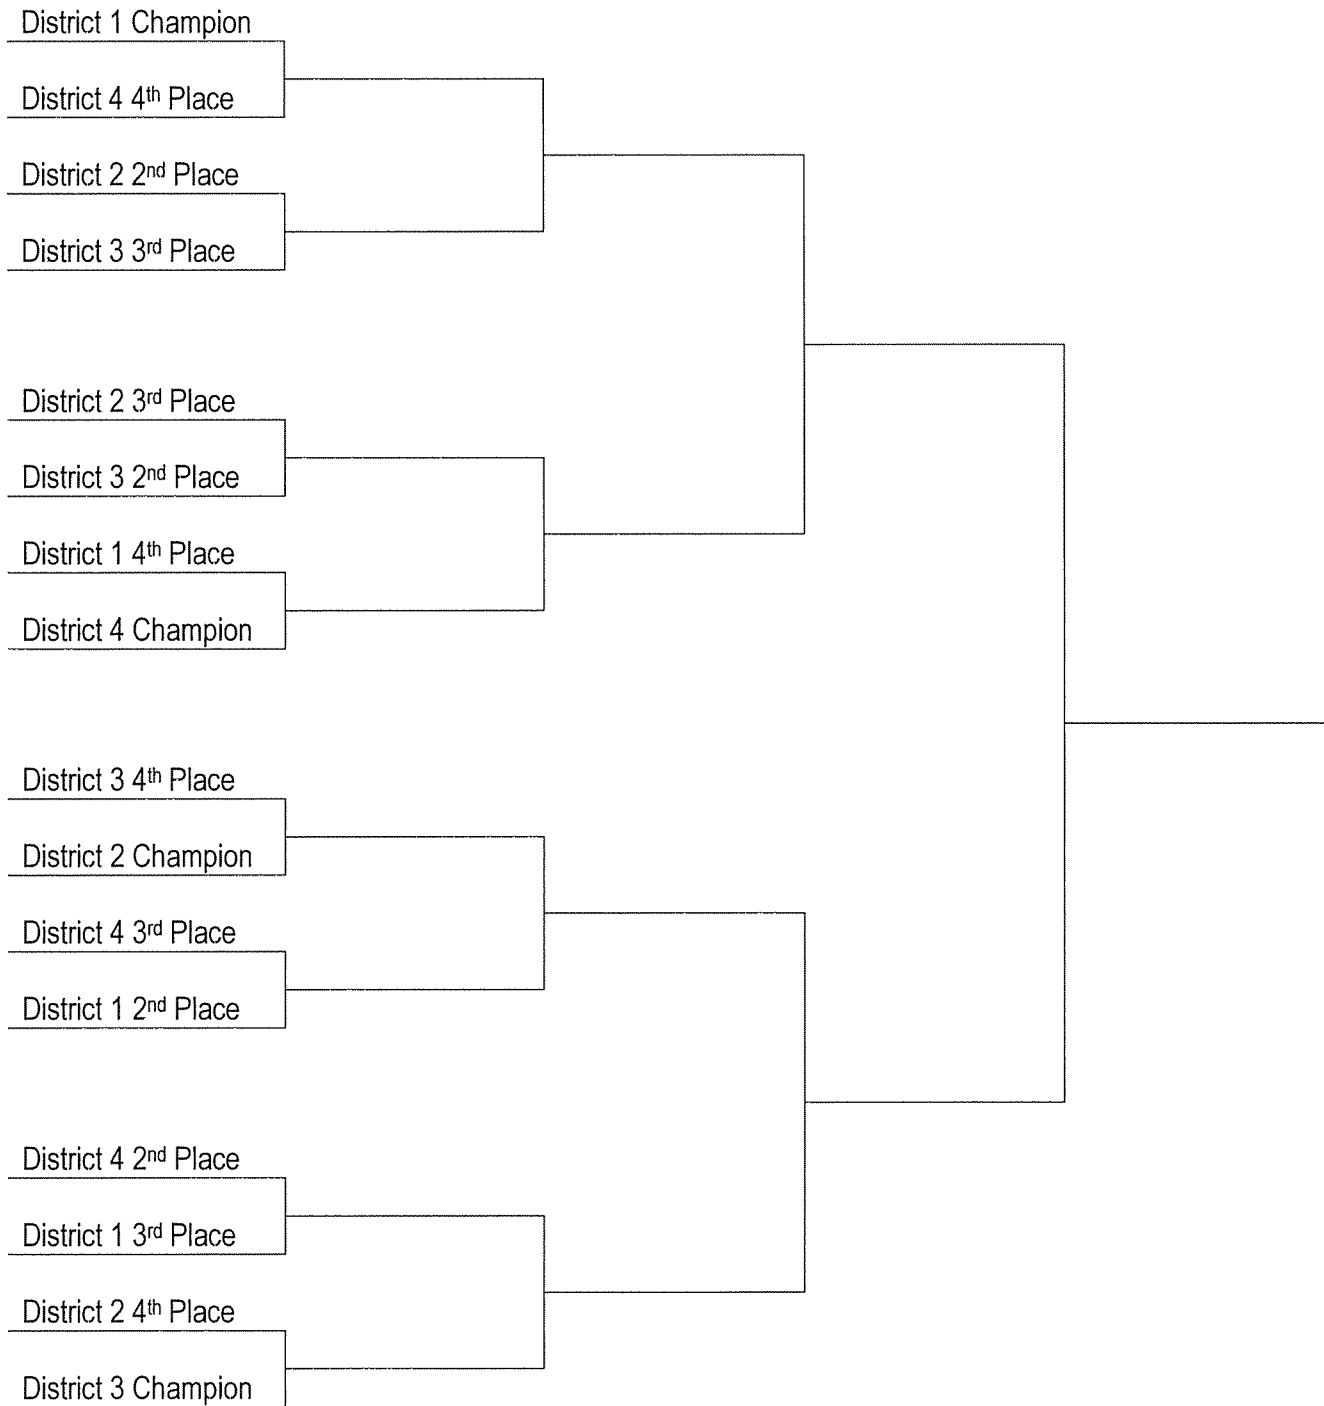 District 1 Champion
District 4 4th Place
District 2 2nd Place
District 3 3rd Place
District 2 3rd Place
District 3 2nd Place
District 1 4th Place
District 4 Champion
District 3 4th Place
District 2 Champion
District 4 3rd Place
District 1 2nd Place
District 4 2nd Place
District 1 3rd Place
District 2 4th Place
District 3 Champion